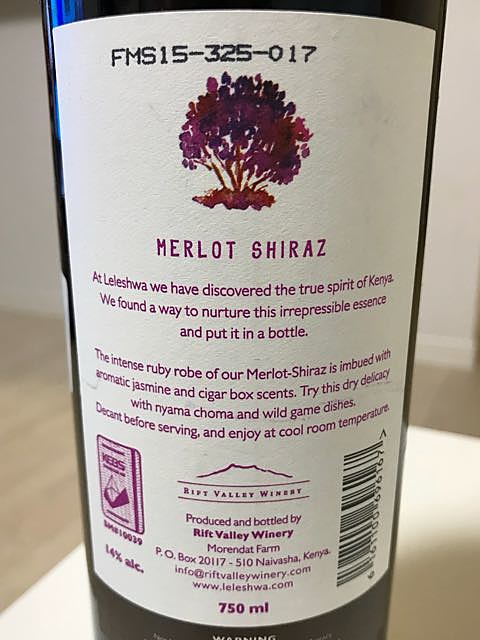 FMS15-325-017
MERLOT SHIRAZ
At Leleshwa we have discovered the true spirit of Kenya.
We found a way to nurture this irrepressible essence
and put it in a bottle.
The intense ruby robe of our Merlot-Shiraz is imbued with
aromatic jasmine and cigar box scents. Try this dry delicacy
with nyama choma and wild game dishes.
Decant before serving, and enjoy at cool room temperature.
KEBS
14% alc.
RIFT VALLEY WINERY
Produced and bottled by
Rift Valley Winery
Morendat Farm
P. O. Box 20117 - 510 Naivasha, Kenya.
info@riftvalleywinery.com
www.leleshwa.com
750 ml
WARNING